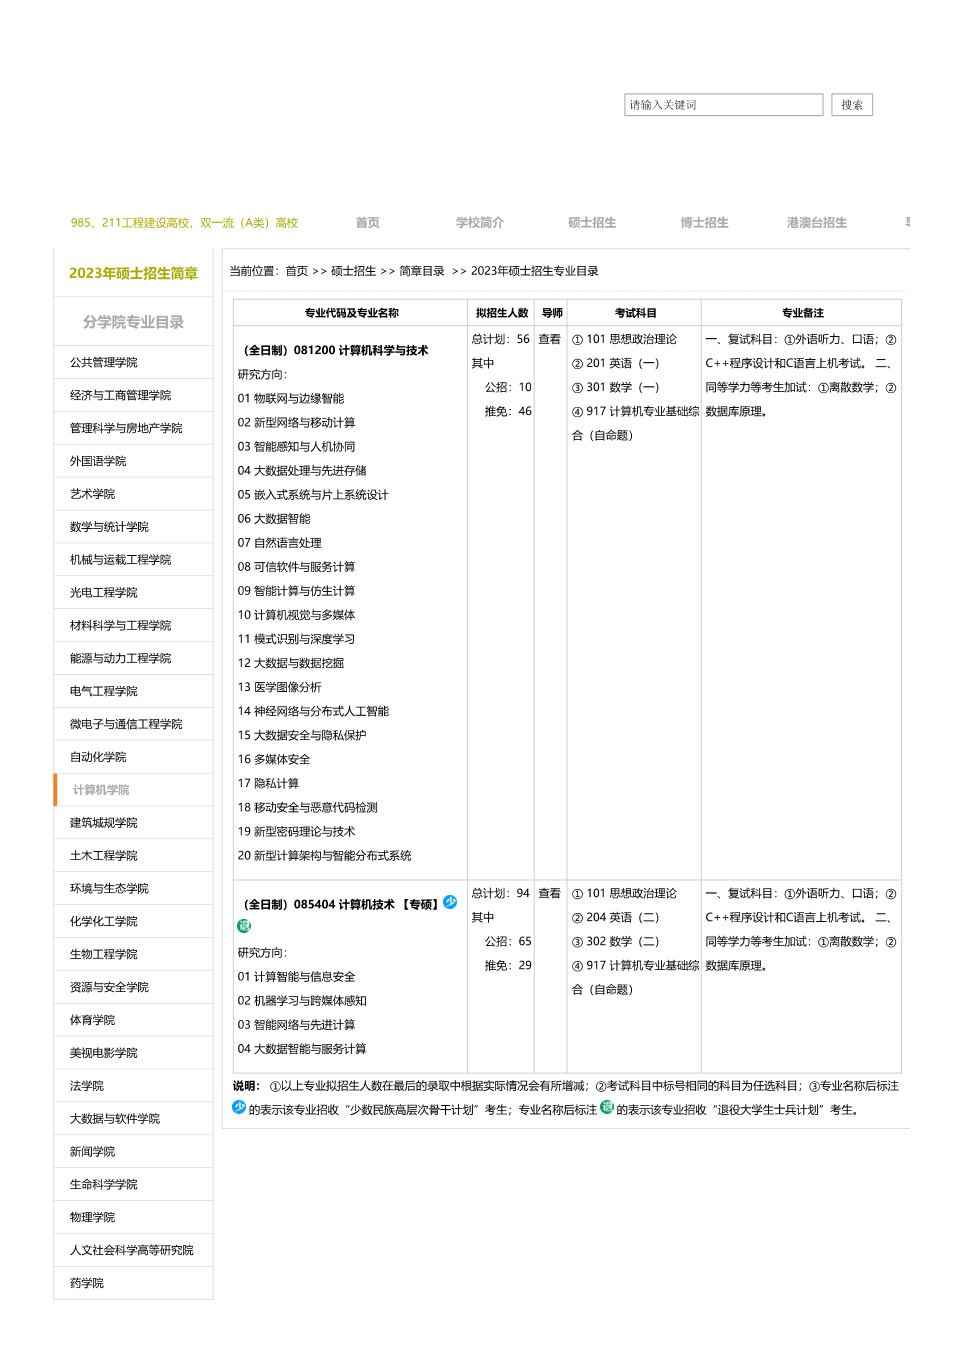 请输入关键词
搜索
985、211工程建设高校，双一流（A类）高校
首页
学校简介
硕士招生
博士招生
港澳台招生
2023年硕士招生简章
分学院专业目录
公共管理学院
经济与工商管理学院
管理科学与房地产学院
外国语学院
艺术学院
数学与统计学院
机械与运载工程学院
光电工程学院
材料科学与工程学院
能源与动力工程学院
电气工程学院
微电子与通信工程学院
自动化学院
计算机学院
建筑城规学院
土木工程学院
环境与生态学院
化学化工学院
生物工程学院
资源与安全学院
体育学院
美视电影学院
法学院
大数据与软件学院
新闻学院
生命科学学院
物理学院
人文社会科学高等研究院
药学院
当前位置：首页 >> 硕士招生 >> 简章目录 >> 2023年硕士招生专业目录
专业代码及专业名称
拟招生人数
导师
考试科目
专业备注
（全日制）081200 计算机科学与技术
研究方向：
01 物联网与边缘智能
02 新型网络与移动计算
03 智能感知与人机协同
04 大数据处理与先进存储
05 嵌入式系统与片上系统设计
06 大数据智能
07 自然语言处理
08 可信软件与服务计算
09 智能计算与仿生计算
10 计算机视觉与多媒体
11 模式识别与深度学习
12 大数据与数据挖掘
13 医学图像分析
14 神经网络与分布式人工智能
15 大数据安全与隐私保护
16 多媒体安全
17 隐私计算
18 移动安全与恶意代码检测
19 新型密码理论与技术
20 新型计算架构与智能分布式系统
总计划：56
其中
公招：10
推免：46
查看
① 101 思想政治理论
② 201 英语（一）
③ 301 数学（一）
④ 917 计算机专业基础综
合（自命题）
一、复试科目：①外语听力、口语；②
C++程序设计和C语言上机考试。 二、
同等学力等考生加试：①离散数学；②
数据库原理。
（全日制）085404 计算机技术 【专硕】少
退
研究方向：
01 计算智能与信息安全
02 机器学习与跨媒体感知
03 智能网络与先进计算
04 大数据智能与服务计算
总计划：94
其中
公招：65
推免：29
查看
① 101 思想政治理论
② 204 英语（二）
③ 302 数学（二）
④ 917 计算机专业基础综
合（自命题）
一、复试科目：①外语听力、口语；②
C++程序设计和C语言上机考试。 二、
同等学力等考生加试：①离散数学；②
数据库原理。
说明： ①以上专业拟招生人数在最后的录取中根据实际情况会有所增减；②考试科目中标号相同的科目为任选科目；③专业名称后标注
少 的表示该专业招收“少数民族高层次骨干计划”考生；专业名称后标注 退 的表示该专业招收“退役大学生士兵计划”考生。